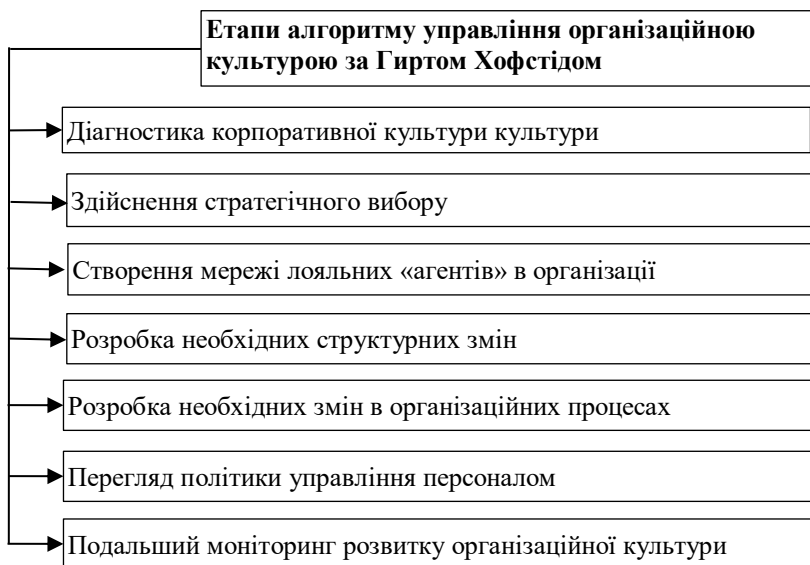 Етапи алгоритму управління організаційною
культурою за Гиртом Хофстідом
Діагностика корпоративної культури культури
Здійснення стратегічного вибору
Створення мережі лояльних «агентів» в організації
Розробка необхідних структурних змін
Розробка необхідних змін в організаційних процесах
Перегляд політики управління персоналом
Подальший моніторинг розвитку організаційної культури